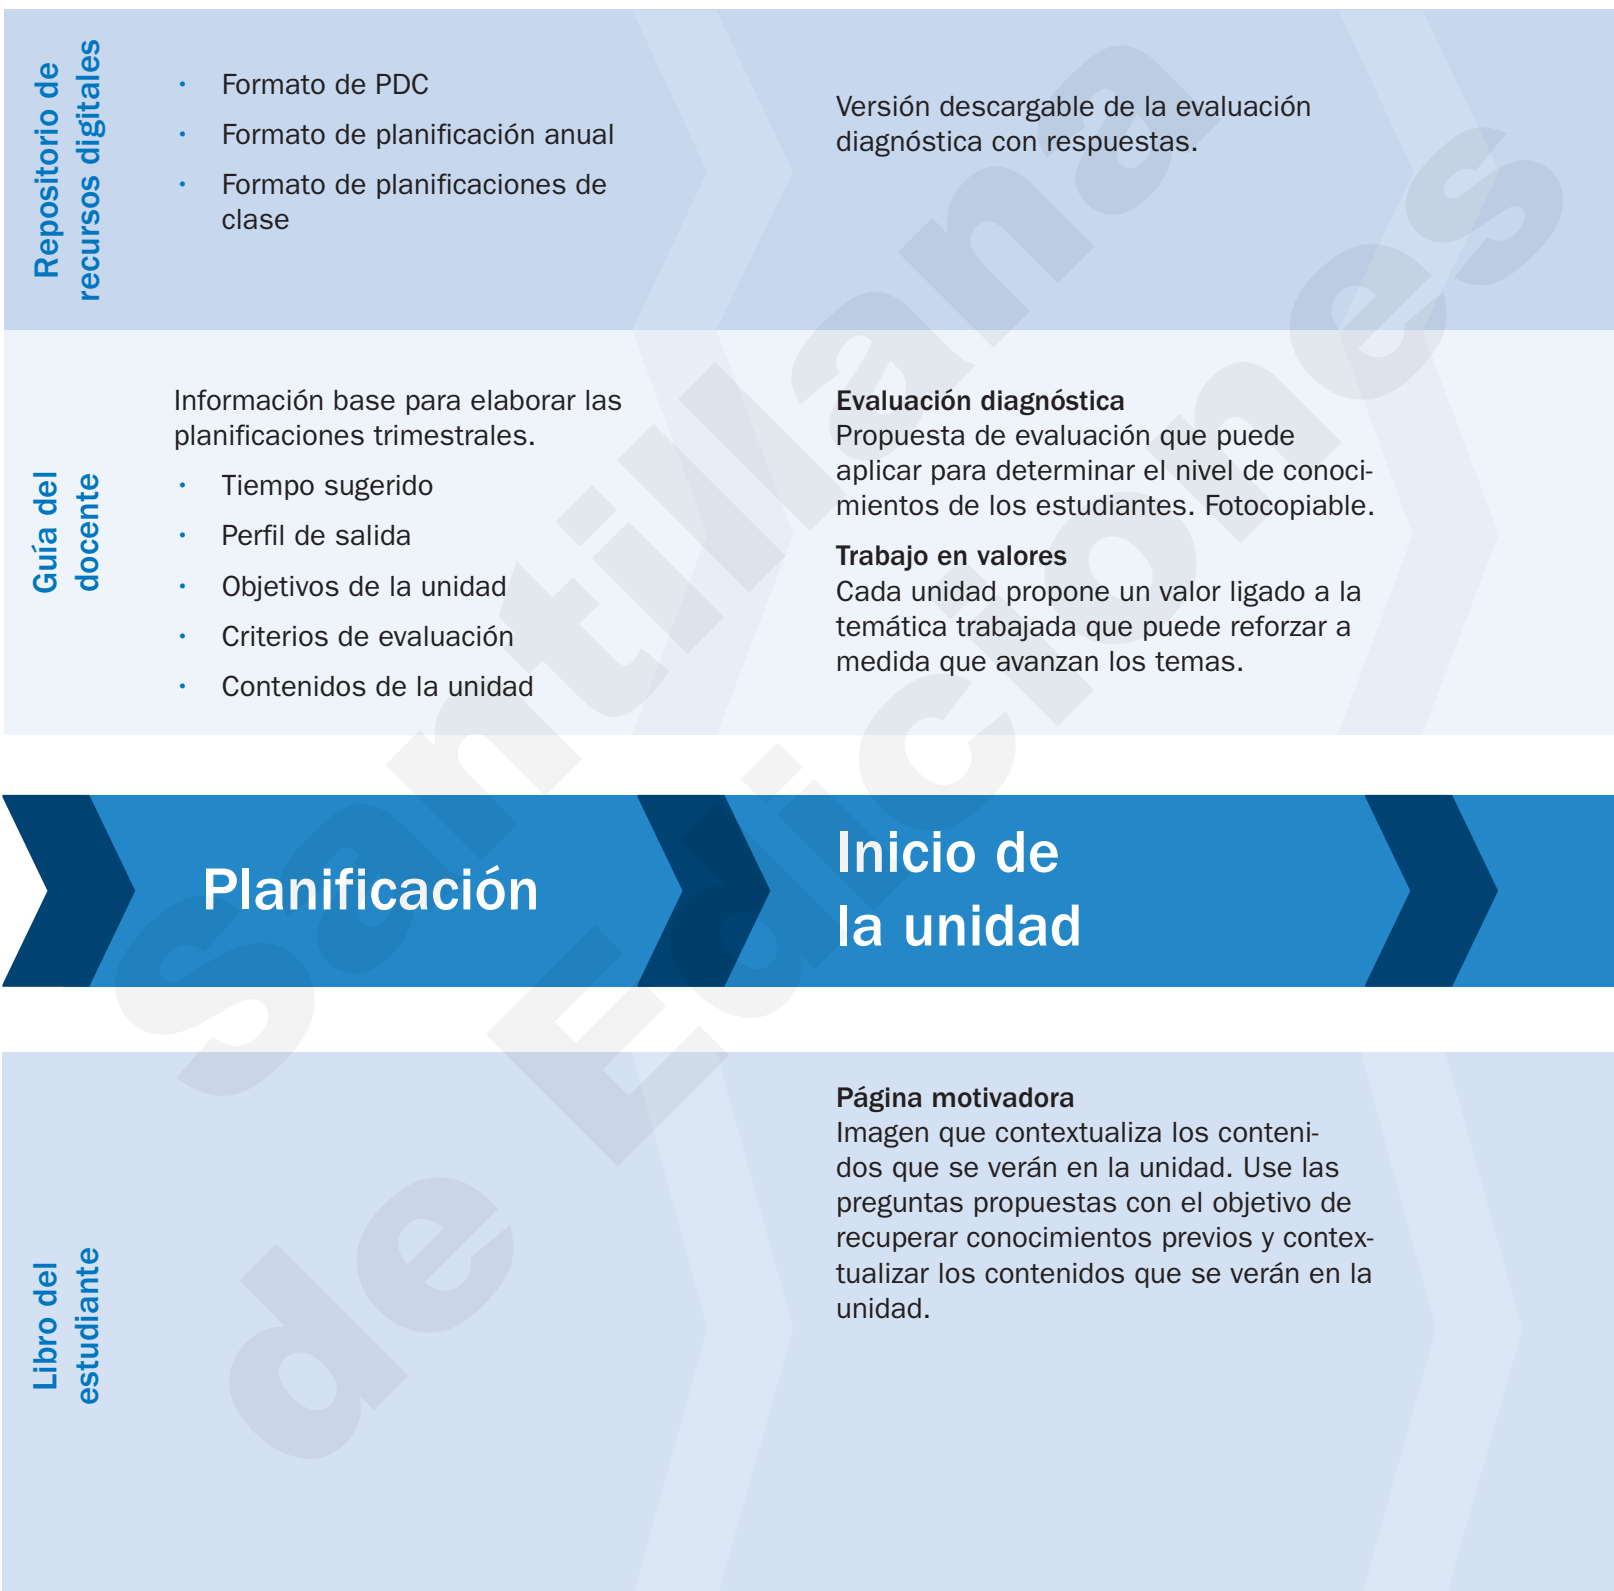 Repositorio de
recursos digitales
· Formato de PDC
· Formato de planificación anual
· Formato de planificaciones de
clase
Versión descargable de la evaluación
diagnóstica con respuestas.
Guía del
docente
Información base para elaborar las
planificaciones trimestrales.
· Tiempo sugerido
· Perfil de salida
· Objetivos de la unidad
· Criterios de evaluación
· Contenidos de la unidad
Evaluación diagnóstica
Propuesta de evaluación que puede
aplicar para determinar el nivel de conoci-
mientos de los estudiantes. Fotocopiable.
Trabajo en valores
Cada unidad propone un valor ligado a la
temática trabajada que puede reforzar a
medida que avanzan los temas.
Planificación
Inicio de
la unidad
Libro del
estudiante
Página motivadora
Imagen que contextualiza los conteni-
dos que se verán en la unidad. Use las
preguntas propuestas con el objetivo de
recuperar conocimientos previos y contex-
tualizar los contenidos que se verán en la
unidad.
Santillana
de Ediciones